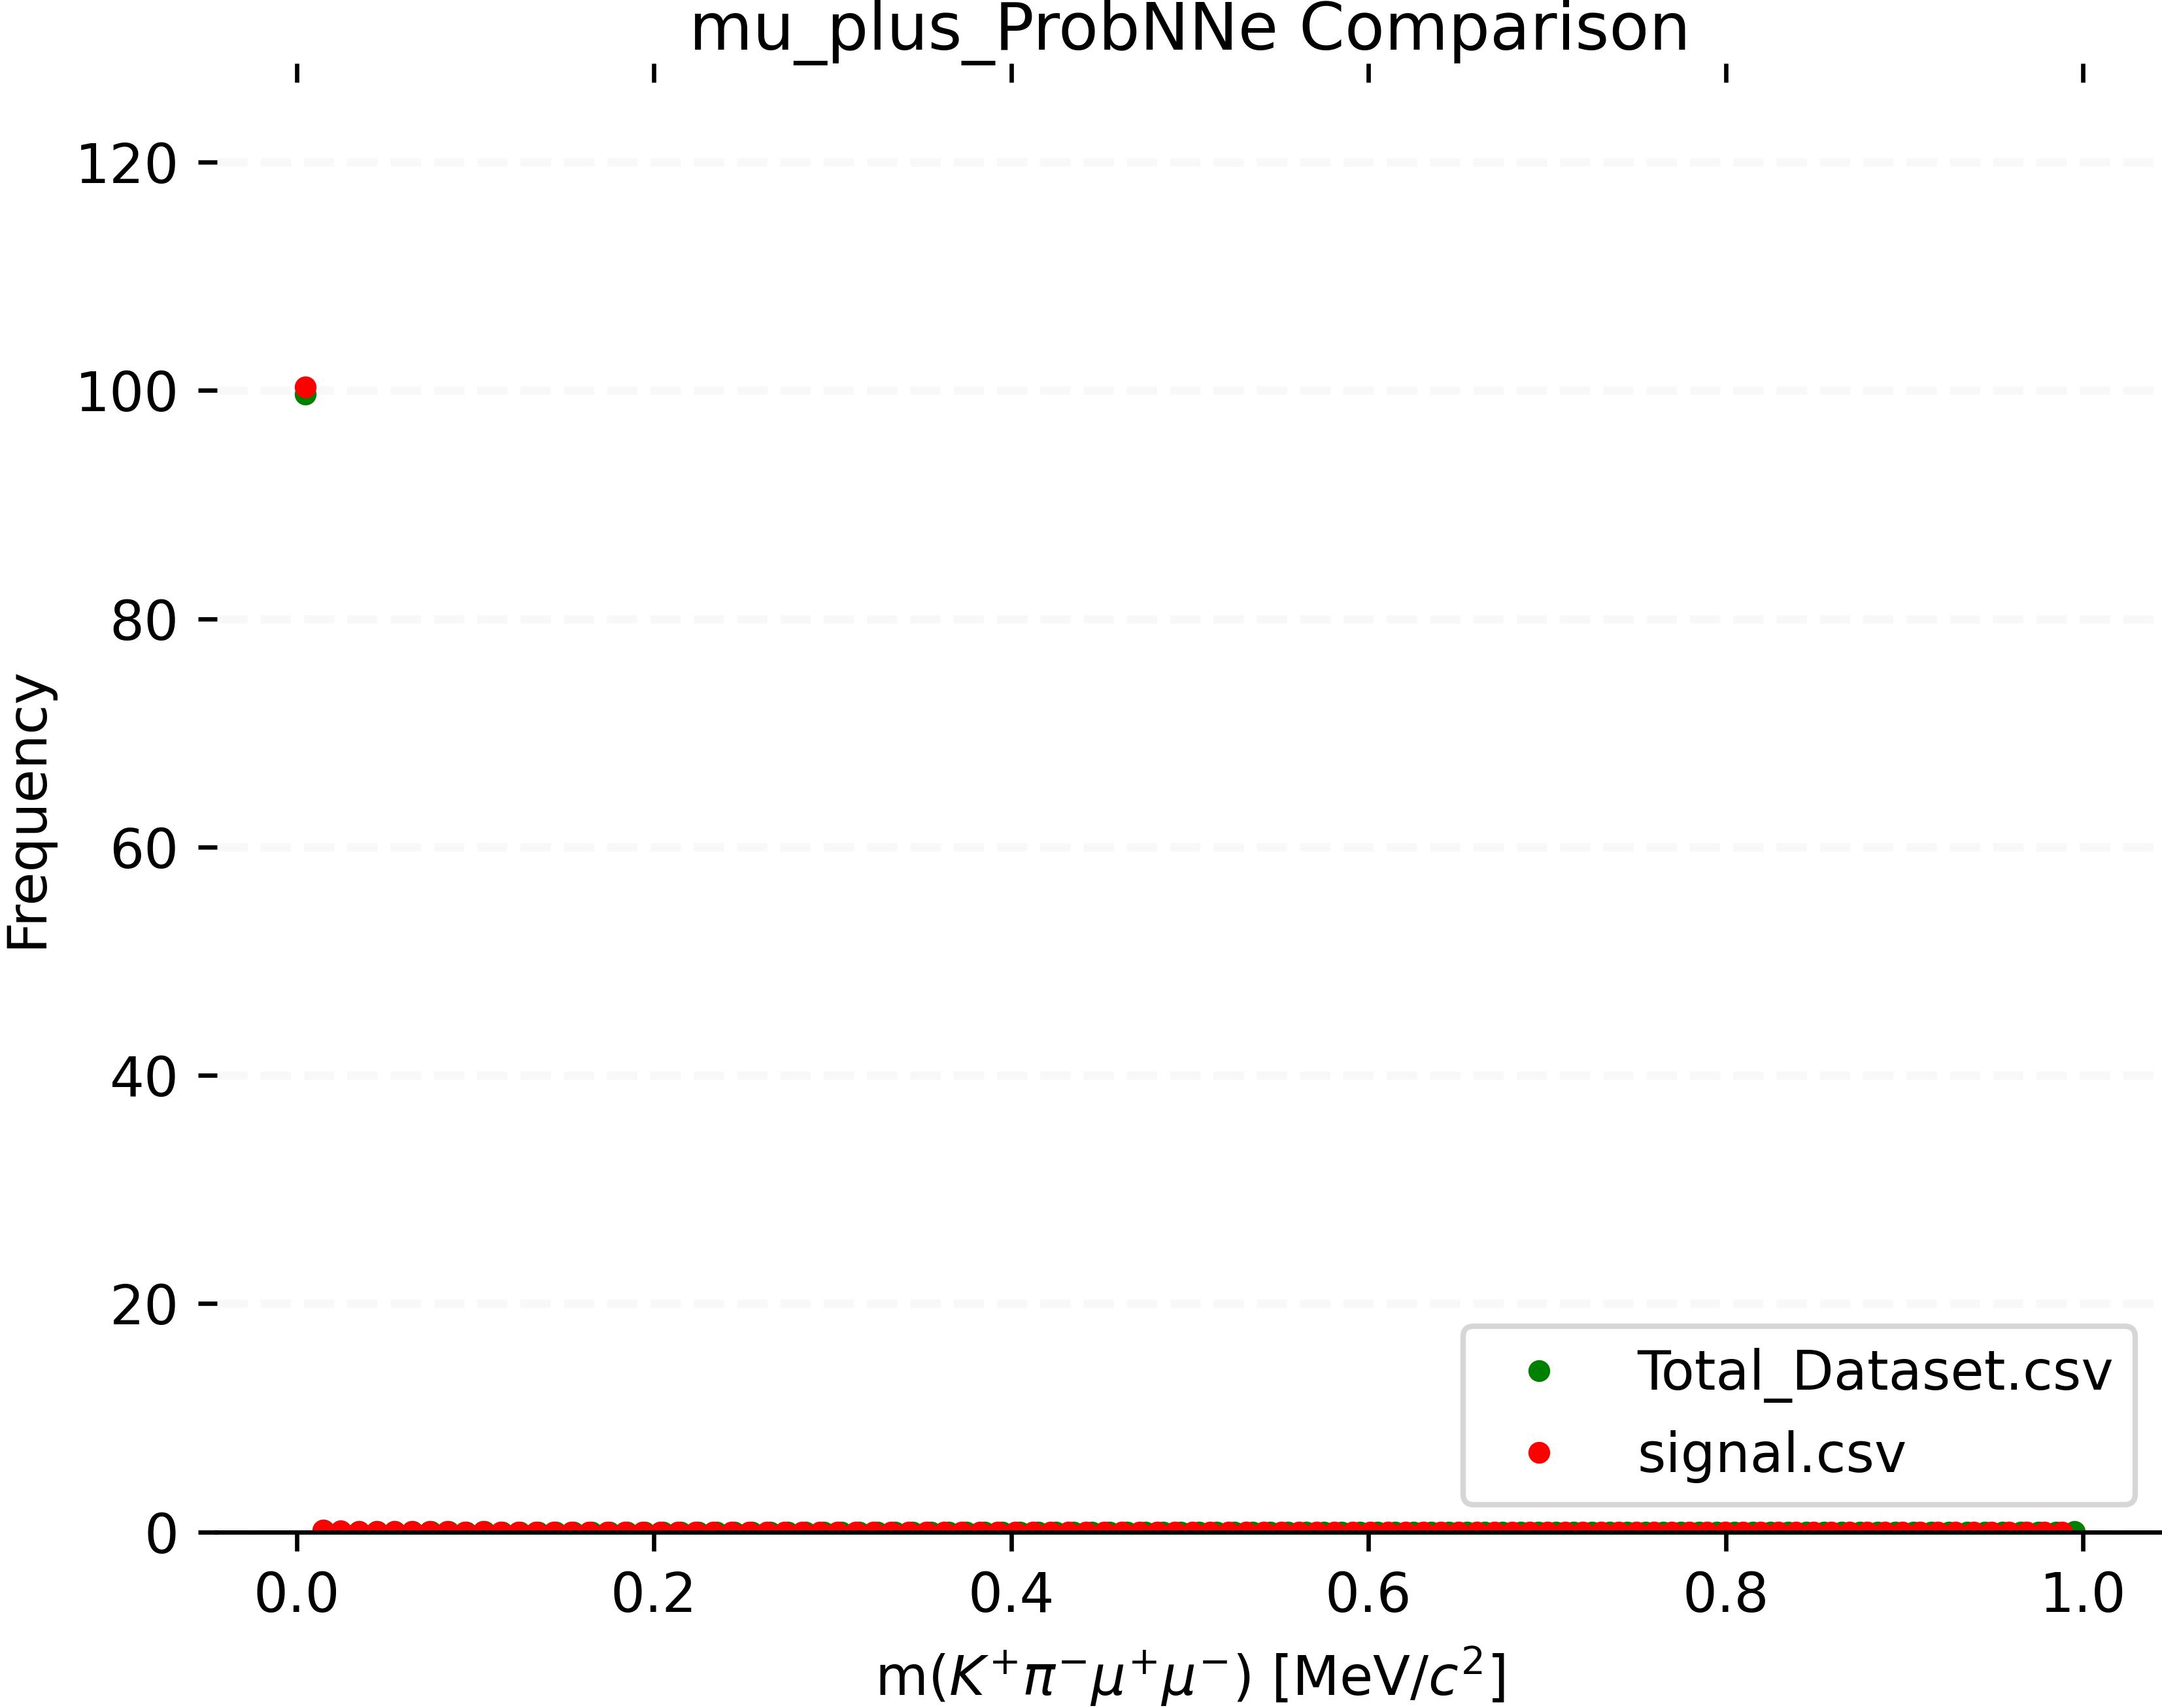 mu_plus_ProbNNe Comparison
120
100
80
60
40
20
0
Frequency
Total_Dataset.csv
signal.csv
0.0 0.2 0.4 0.6 0.8 1.0
m(K⁺π⁻μ⁺μ⁻) [MeV/c²]